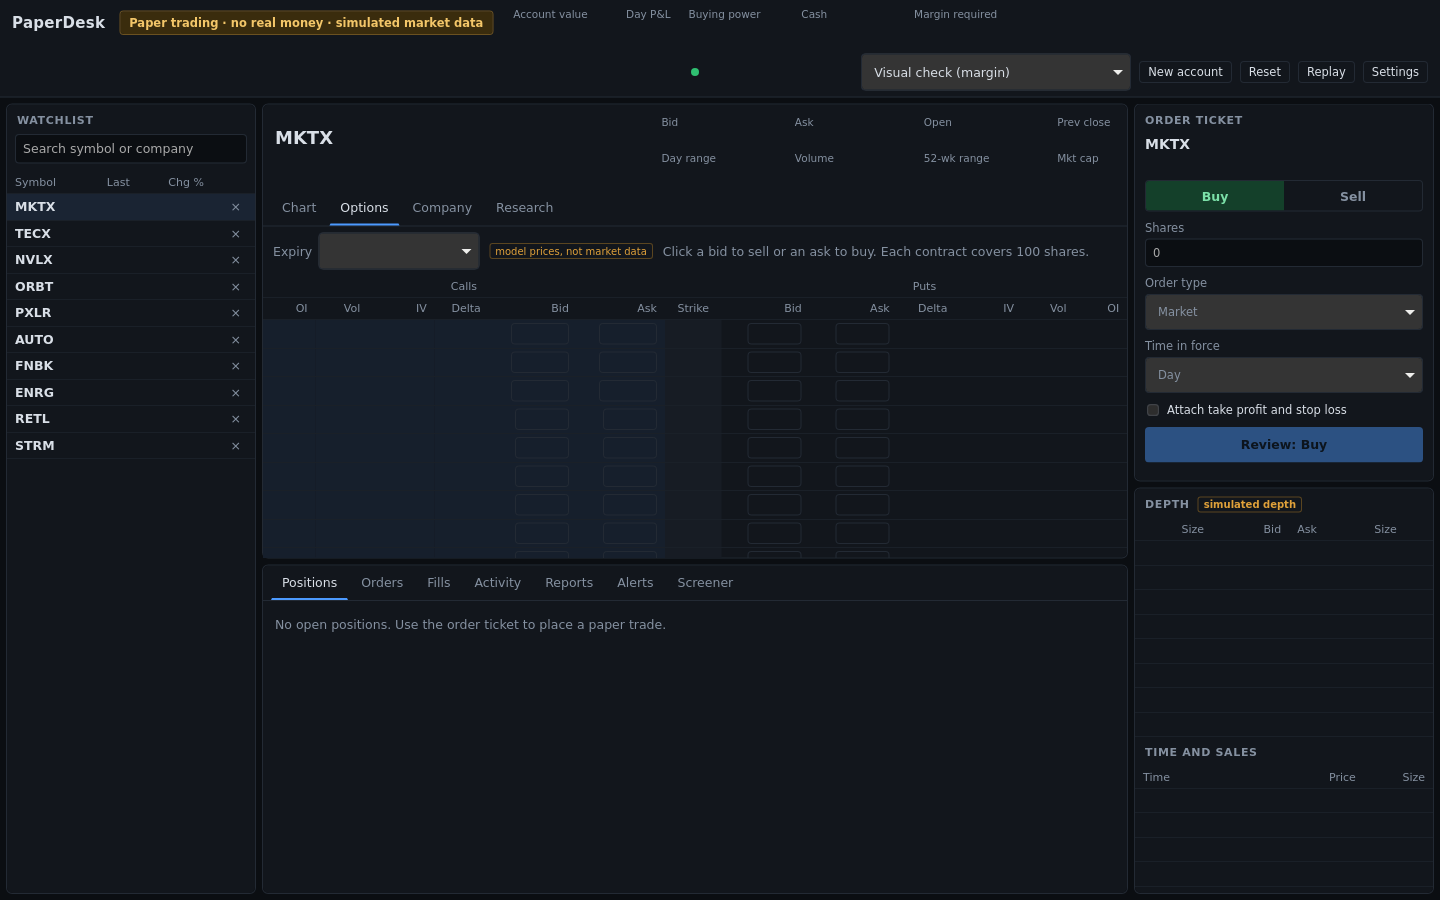 PaperDesk
Paper trading · no real money · simulated market data
Account value
Day P&L
Buying power
Cash
Margin required
Visual check (margin)
New account
Reset
Replay
Settings
WATCHLIST
Search symbol or company
Symbol Last Chg %
MKTX ×
TECX ×
NVLX ×
ORBT ×
PXLR ×
AUTO ×
FNBK ×
ENRG ×
RETL ×
STRM ×
MKTX
Bid Ask Open Prev close
Day range Volume 52-wk range Mkt cap
Chart Options Company Research
Expiry
model prices, not market data
Click a bid to sell or an ask to buy. Each contract covers 100 shares.
Calls Puts
OI Vol IV Delta Bid Ask Strike Bid Ask Delta IV Vol OI
Positions Orders Fills Activity Reports Alerts Screener
No open positions. Use the order ticket to place a paper trade.
ORDER TICKET
MKTX
Buy Sell
Shares
0
Order type
Market
Time in force
Day
Attach take profit and stop loss
Review: Buy
DEPTH simulated depth
Size Bid Ask Size
TIME AND SALES
Time Price Size